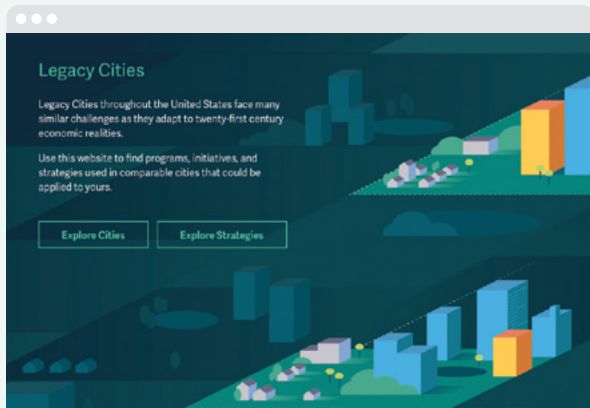 Legacy Cities
Legacy Cities throughout the United States face many
similar challenges as they adapt to twenty-first century
economic realities.
Use this website to find programs, initiatives, and
strategies used in comparable cities that could be
applied to yours.
Explore Cities
Explore Strategies